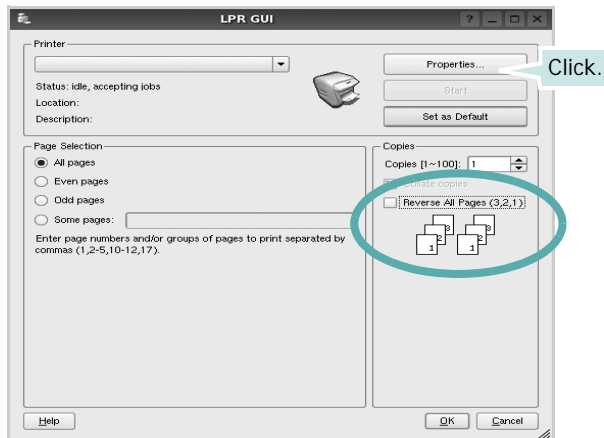 LPR GUI
Printer
Properties...
Click.
Status: idle, accepting jobs
Start
Location:
Description:
Set as Default
Page Selection
Copies
All pages
Copies [1~100]: 1
Even pages
Collate copies
Odd pages
Reverse All Pages (3,2,1)
Some pages:
Enter page numbers and/or groups of pages to print separated by
commas (1,2-5,10-12,17).
3 3
2 2
1 1
Help
OK
Cancel